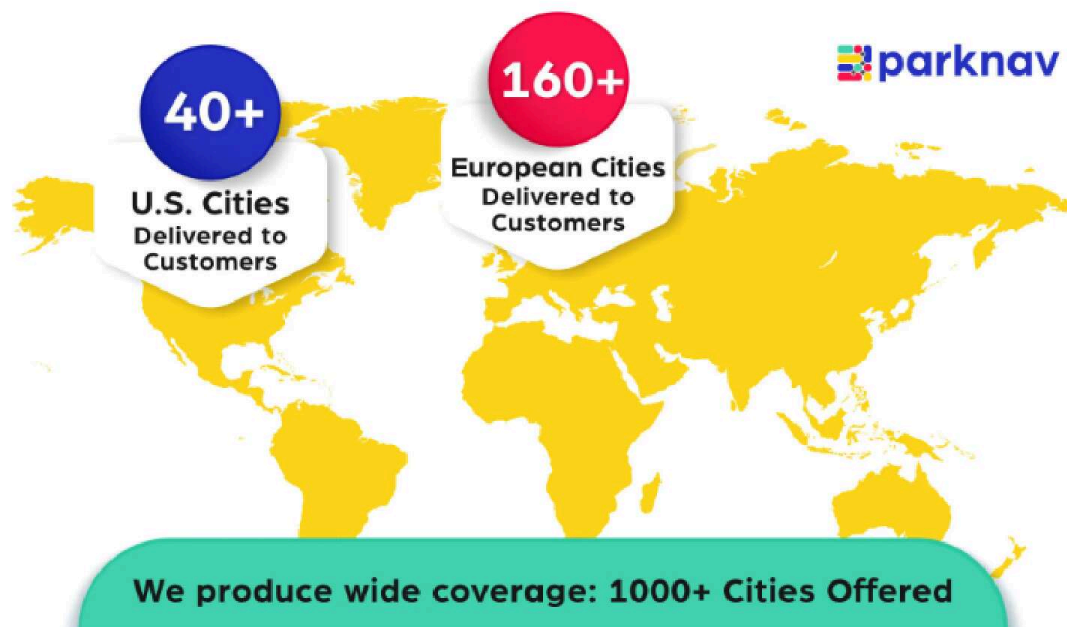 40+
U.S. Cities
Delivered to
Customers
160+
European Cities
Delivered to
Customers
parknav
We produce wide coverage: 1000+ Cities Offered